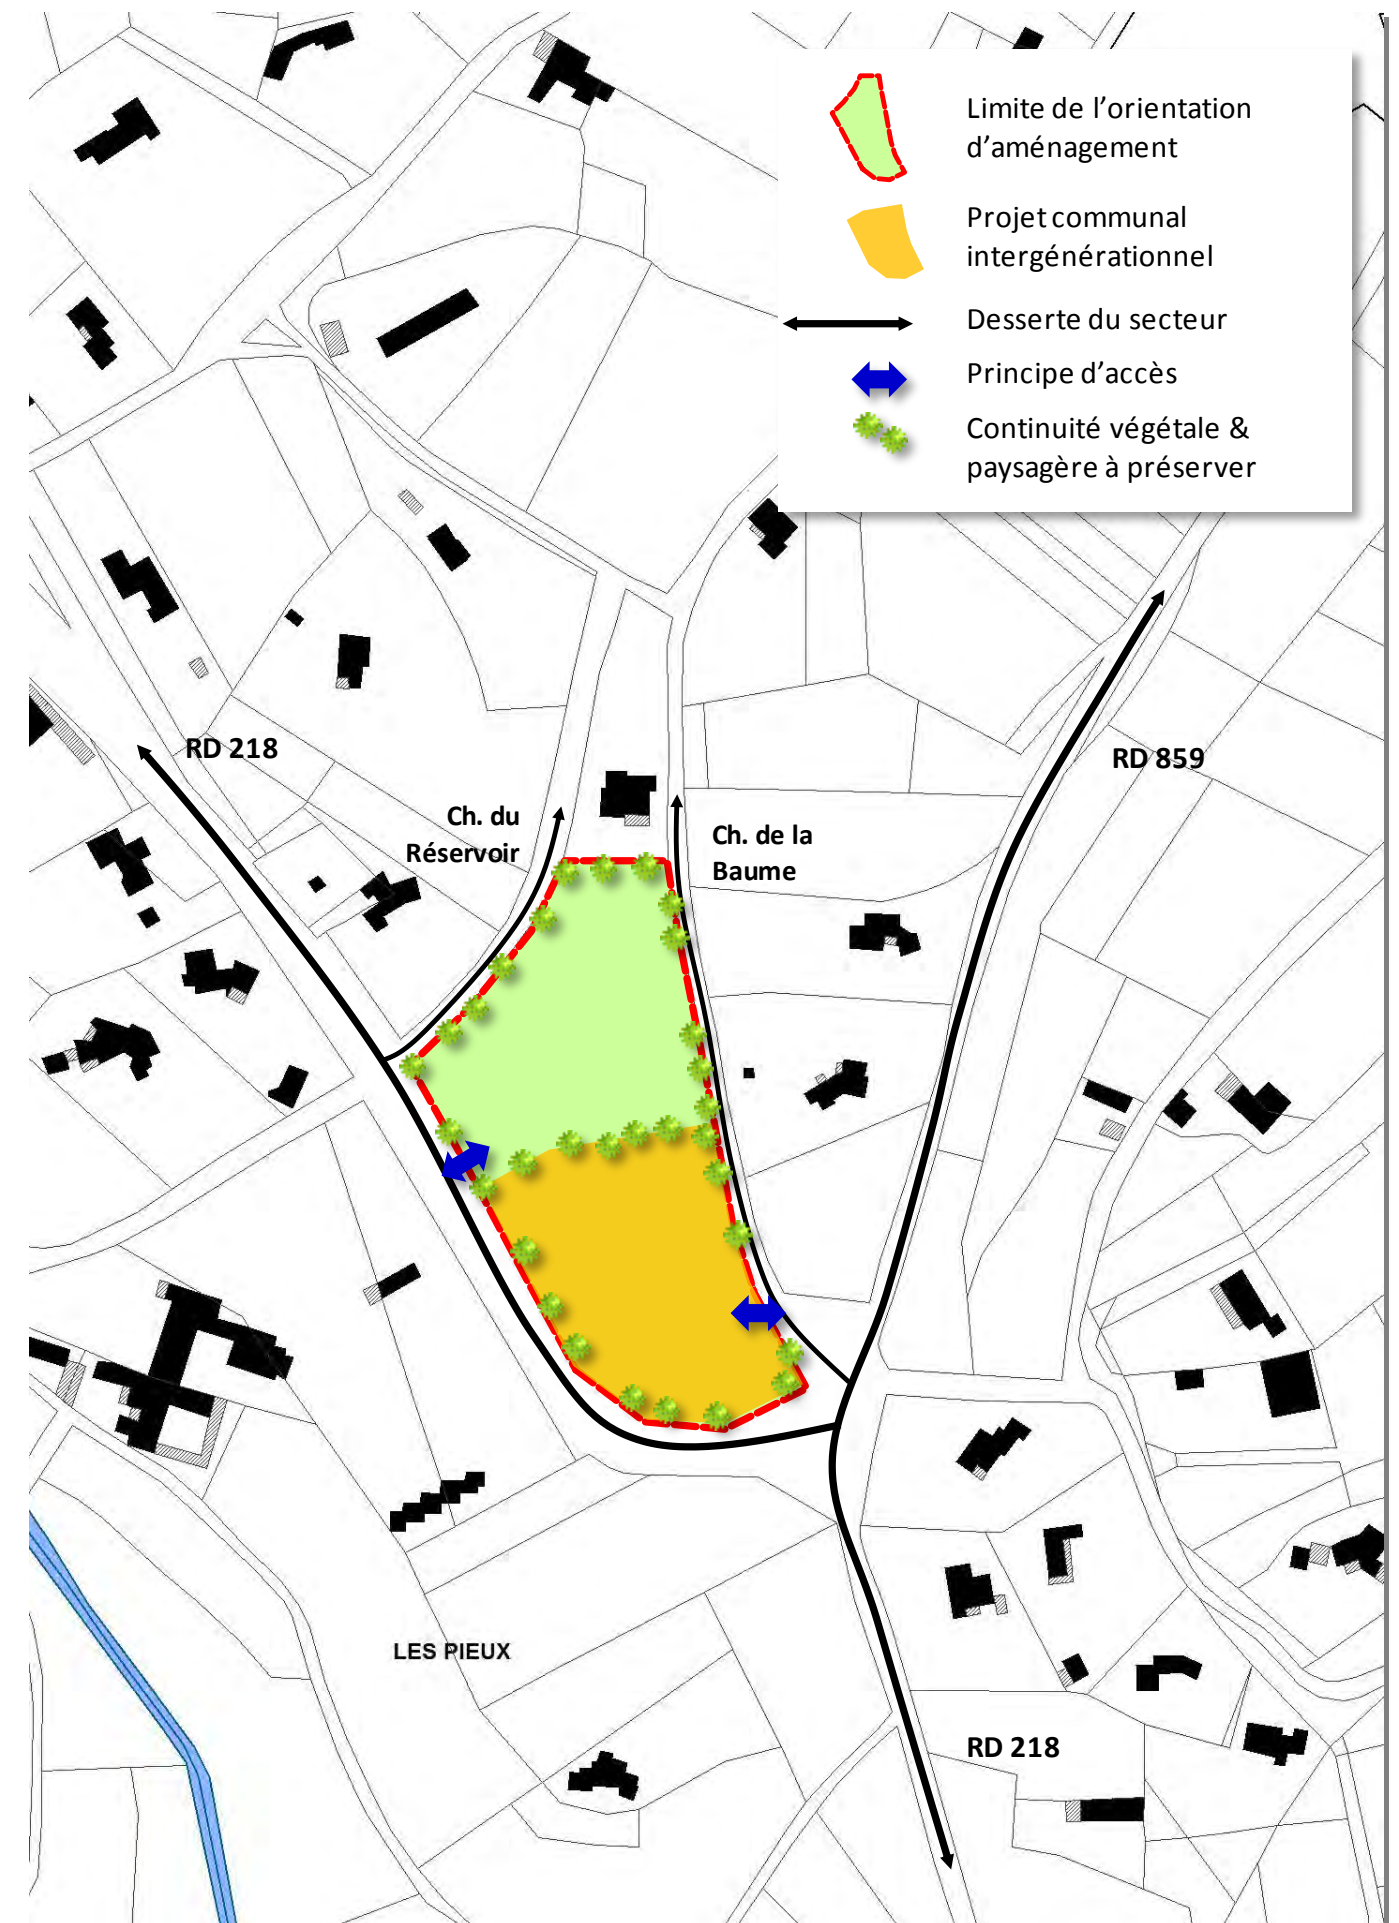 Limite de l’orientation
d’aménagement
Projet communal
intergénérationnel
Desserte du secteur
Principe d’accès
Continuité végétale &
paysagère à préserver
RD 218
RD 859
Ch. du
Réservoir
Ch. de la
Baume
LES PIEUX
RD 218